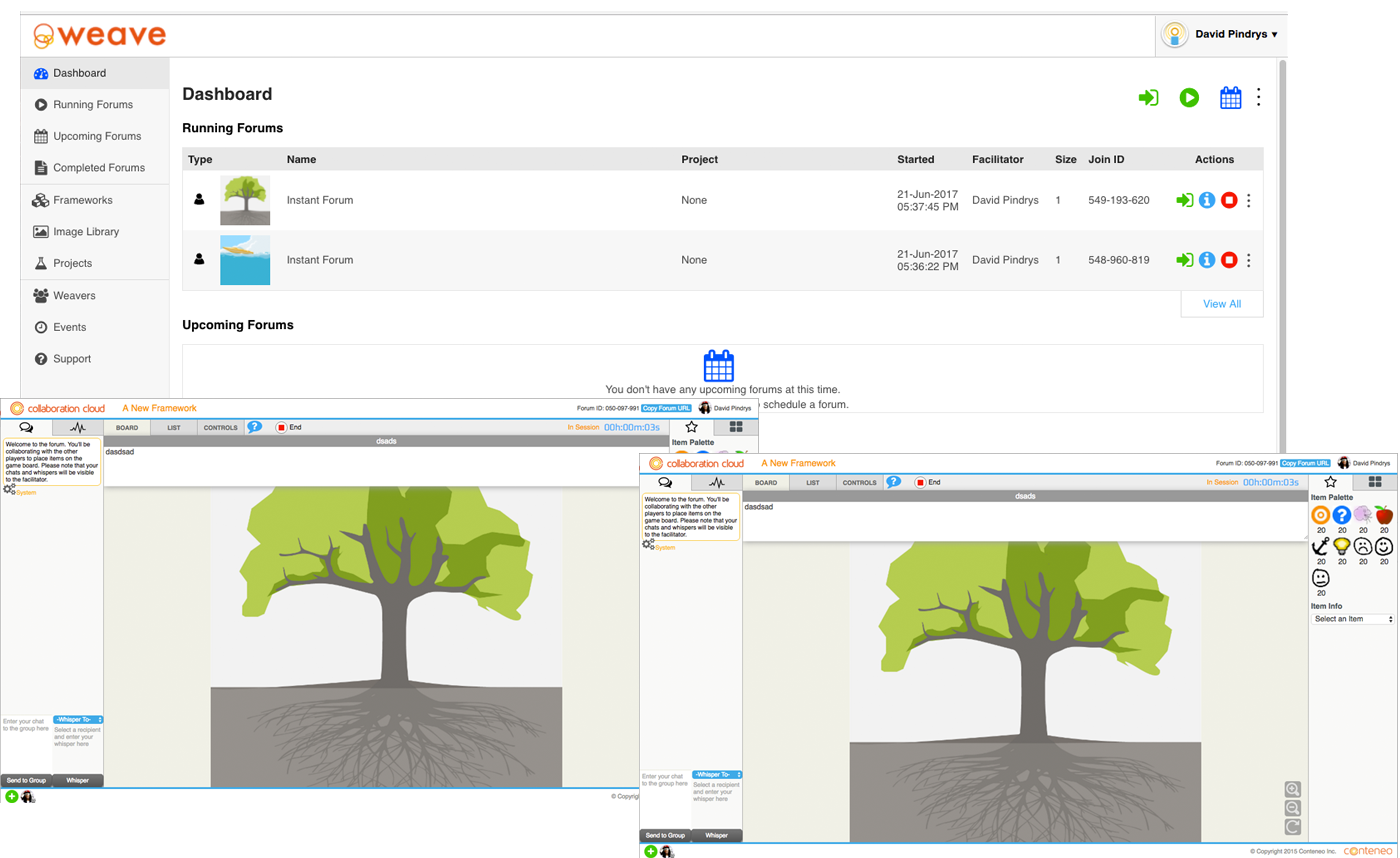 weave
David Pindrys ▾
Dashboard
Running Forums
Upcoming Forums
Completed Forums
Frameworks
Image Library
Projects
Weavers
Events
Support
Dashboard
Running Forums
Type Name Project Started Facilitator Size Join ID Actions
Instant Forum None 21-Jun-2017 05:37:45 PM David Pindrys 1 549-193-620
Instant Forum None 21-Jun-2017 05:36:22 PM David Pindrys 1 548-960-819
View All
Upcoming Forums
You don't have any upcoming forums at this time.
schedule a forum.
collaboration cloud A New Framework Forum ID: 050-097-991 Copy Forum URL David Pindrys
BOARD LIST CONTROLS ? End In Session 00h:00m:03s
dsads
Item Palette
dasdsad
Welcome to the forum. You'll be
collaborating with the other
players to place items on the
game board. Please note that your
chats and whispers will be visible
to the facilitator.
System
Enter your chat
to the group here
-Whisper To-
Select a recipient
and enter your
whisper here
Send to Group Whisper
© Copyrig
collaboration cloud A New Framework Forum ID: 050-097-991 Copy Forum URL David Pindrys
BOARD LIST CONTROLS ? End In Session 00h:00m:03s
dsads
dasdsad
Welcome to the forum. You'll be
collaborating with the other
players to place items on the
game board. Please note that your
chats and whispers will be visible
to the facilitator.
System
Item Palette
20 20 20 20
20 20 20 20
20
Item Info
Select an Item
Enter your chat
to the group here
-Whisper To-
Select a recipient
and enter your
whisper here
Send to Group Whisper
© Copyright 2015 Conteneo Inc. conteneo